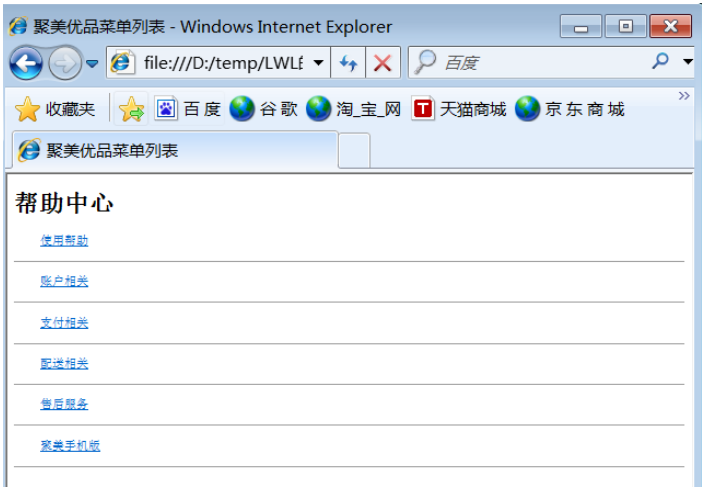 聚美优品菜单列表 - Windows Internet Explorer
file:///D:/temp/LWLf 百度
收藏夹 百度 谷歌 淘_宝_网 天猫商城 京东商城
聚美优品菜单列表
帮助中心
使用帮助
账户相关
支付相关
配送相关
售后服务
聚美手机版